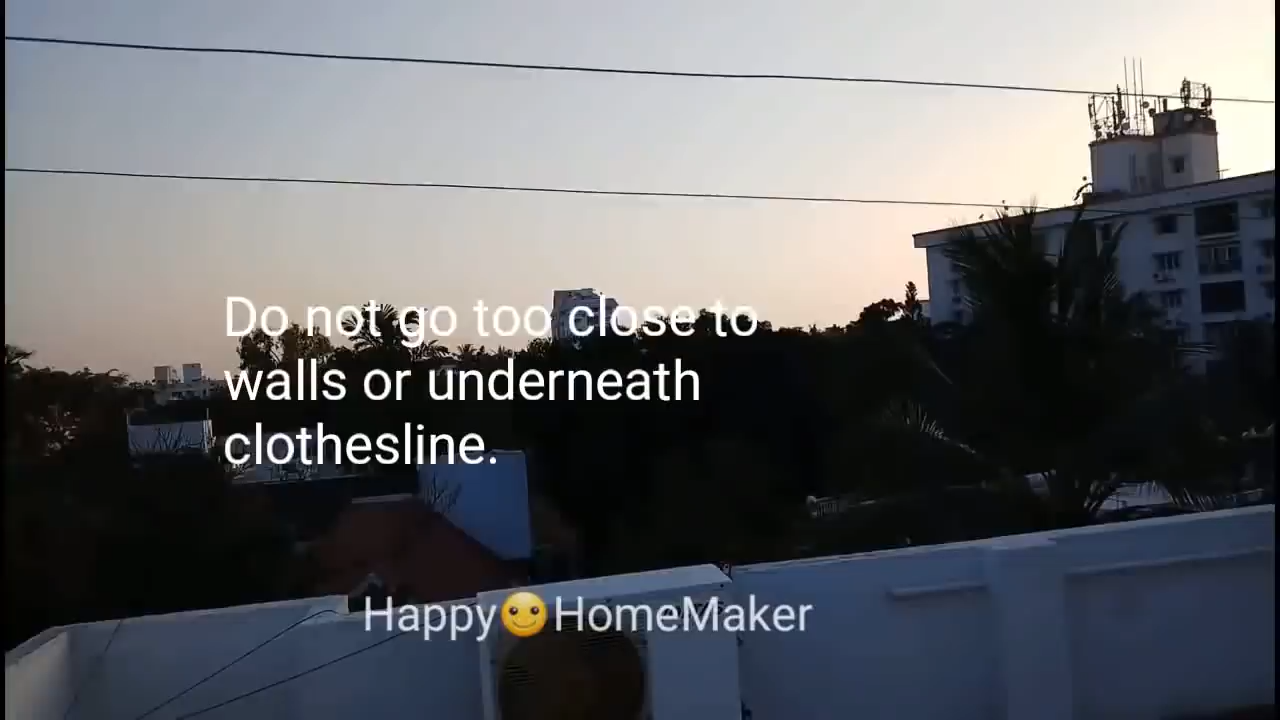 Do not go too close to
walls or underneath
clothesline.
Happy🙂HomeMaker